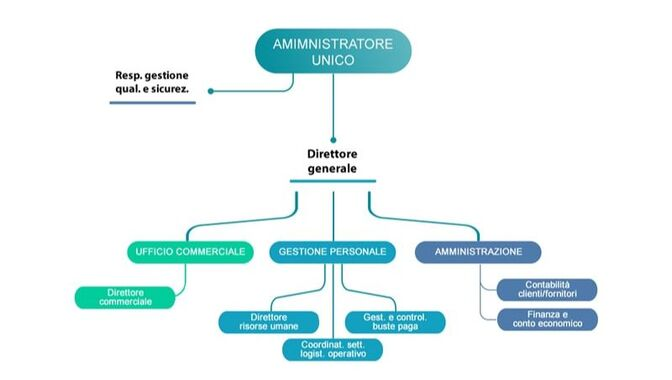 AMIMNISTRATORE
UNICO
Resp. gestione
qual. e sicurez.
Direttore
generale
UFFICIO COMMERCIALE
GESTIONE PERSONALE
AMMINISTRAZIONE
Direttore
commerciale
Direttore
risorse umane
Coordinat. sett.
logist. operativo
Gest. e control.
buste paga
Contabilità
clienti/fornitori
Finanza e
conto economico